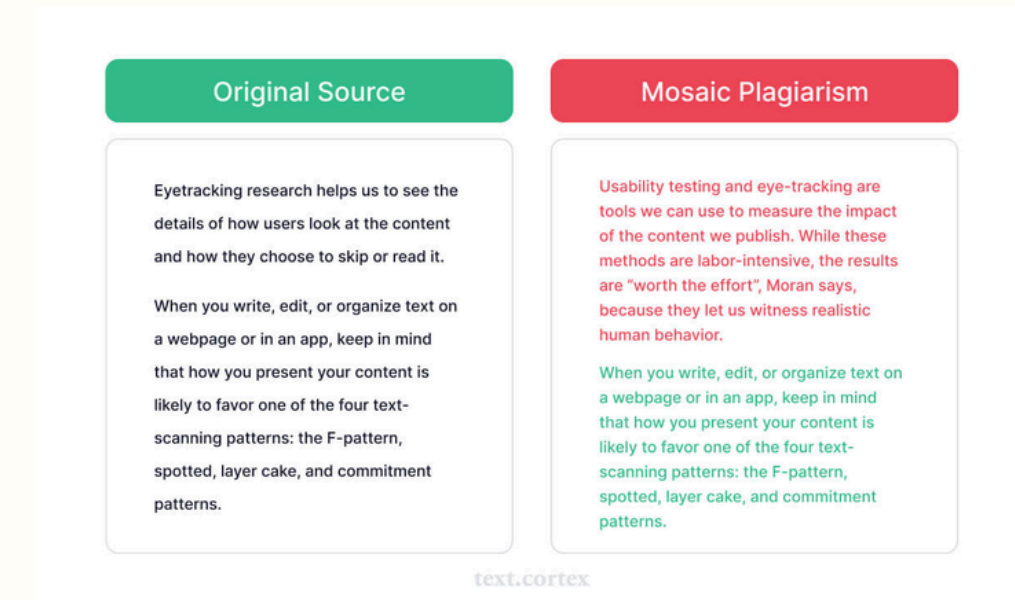 Original Source
Eyetracking research helps us to see the
details of how users look at the content
and how they choose to skip or read it.
When you write, edit, or organize text on
a webpage or in an app, keep in mind
that how you present your content is
likely to favor one of the four text-
scanning patterns: the F-pattern,
spotted, layer cake, and commitment
patterns.
Mosaic Plagiarism
Usability testing and eye-tracking are
tools we can use to measure the impact
of the content we publish. While these
methods are labor-intensive, the results
are “worth the effort”, Moran says,
because they let us witness realistic
human behavior.
When you write, edit, or organize text on
a webpage or in an app, keep in mind
that how you present your content is
likely to favor one of the four text-
scanning patterns: the F-pattern,
spotted, layer cake, and commitment
patterns.
text.cortex